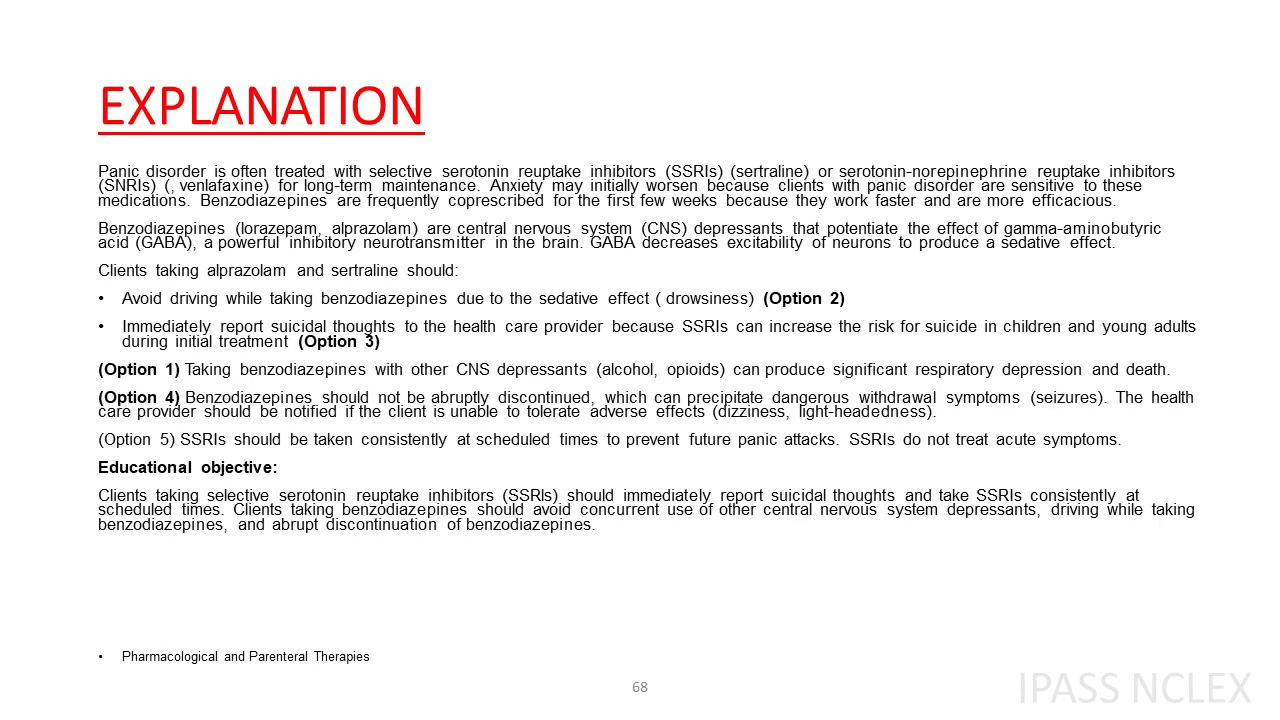 EXPLANATION
Panic disorder is often treated with selective serotonin reuptake inhibitors (SSRIs) (sertraline) or serotonin-norepinephrine reuptake inhibitors
(SNRIs) (, venlafaxine) for long-term maintenance. Anxiety may initially worsen because clients with panic disorder are sensitive to these
medications. Benzodiazepines are frequently coprescribed for the first few weeks because they work faster and are more efficacious.
Benzodiazepines (lorazepam, alprazolam) are central nervous system (CNS) depressants that potentiate the effect of gamma-aminobutyric
acid (GABA), a powerful inhibitory neurotransmitter in the brain. GABA decreases excitability of neurons to produce a sedative effect.
Clients taking alprazolam and sertraline should:
• Avoid driving while taking benzodiazepines due to the sedative effect ( drowsiness) (Option 2)
• Immediately report suicidal thoughts to the health care provider because SSRIs can increase the risk for suicide in children and young adults
during initial treatment (Option 3)
(Option 1) Taking benzodiazepines with other CNS depressants (alcohol, opioids) can produce significant respiratory depression and death.
(Option 4) Benzodiazepines should not be abruptly discontinued, which can precipitate dangerous withdrawal symptoms (seizures). The health
care provider should be notified if the client is unable to tolerate adverse effects (dizziness, light-headedness).
(Option 5) SSRIs should be taken consistently at scheduled times to prevent future panic attacks. SSRIs do not treat acute symptoms.
Educational objective:
Clients taking selective serotonin reuptake inhibitors (SSRIs) should immediately report suicidal thoughts and take SSRIs consistently at
scheduled times. Clients taking benzodiazepines should avoid concurrent use of other central nervous system depressants, driving while taking
benzodiazepines, and abrupt discontinuation of benzodiazepines.
• Pharmacological and Parenteral Therapies
68
IPASS NCLEX